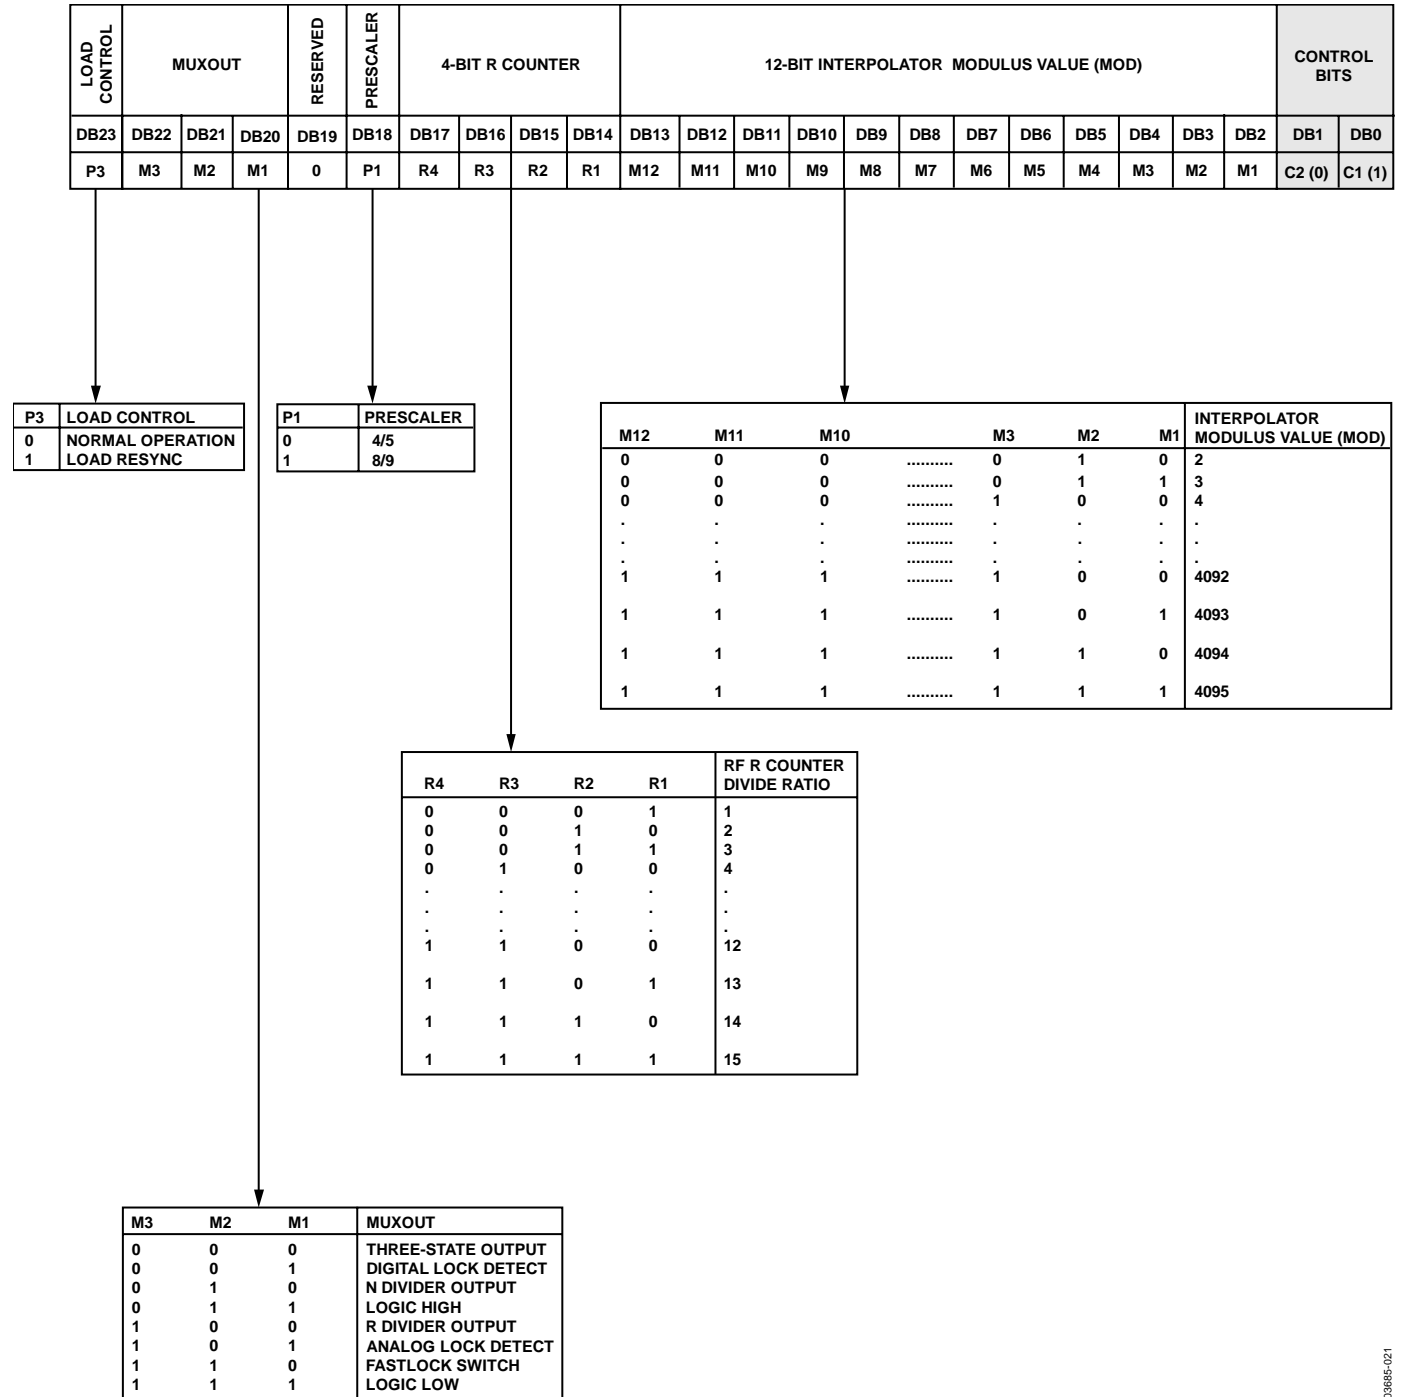 LOAD CONTROL MUXOUT RESERVED PRESCALER 4-BIT R COUNTER 12-BIT INTERPOLATOR MODULUS VALUE (MOD) CONTROL BITS
DB23 DB22 DB21 DB20 DB19 DB18 DB17 DB16 DB15 DB14 DB13 DB12 DB11 DB10 DB9 DB8 DB7 DB6 DB5 DB4 DB3 DB2 DB1 DB0
P3 M3 M2 M1 0 P1 R4 R3 R2 R1 M12 M11 M10 M9 M8 M7 M6 M5 M4 M3 M2 M1 C2 (0) C1 (1)
P3 LOAD CONTROL
0 NORMAL OPERATION
1 LOAD RESYNC
P1 PRESCALER
0 4/5
1 8/9
M12 M11 M10 M3 M2 M1 INTERPOLATOR MODULUS VALUE (MOD)
0 0 0 .......... 0 1 0 2
0 0 0 .......... 0 1 1 3
0 0 0 .......... 1 0 0 4
. . . .......... . . . .
. . . .......... . . . .
. . . .......... . . . .
1 1 1 .......... 1 0 0 4092
1 1 1 .......... 1 0 1 4093
1 1 1 .......... 1 1 0 4094
1 1 1 .......... 1 1 1 4095
R4 R3 R2 R1 RF R COUNTER DIVIDE RATIO
0 0 0 1 1
0 0 1 0 2
0 0 1 1 3
0 1 0 0 4
. . . . .
. . . . .
. . . . .
1 1 0 0 12
1 1 0 1 13
1 1 1 0 14
1 1 1 1 15
M3 M2 M1 MUXOUT
0 0 0 THREE-STATE OUTPUT
0 0 1 DIGITAL LOCK DETECT
0 1 0 N DIVIDER OUTPUT
0 1 1 LOGIC HIGH
1 0 0 R DIVIDER OUTPUT
1 0 1 ANALOG LOCK DETECT
1 1 0 FASTLOCK SWITCH
1 1 1 LOGIC LOW
03685-021